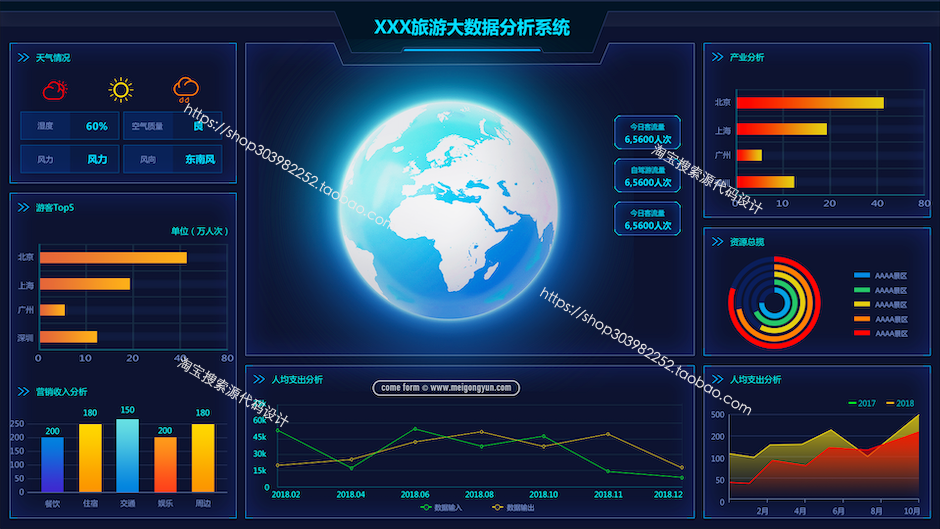 XXX旅游大数据分析系统
天气情况
湿度 60% 空气质量 良
风力 风力 风向 东南风
游客Top5
单位（万人次）
北京
上海
广州
深圳
0 10 20 40 80
营销收入分析
200 180 150 200 180
250
200
150
100
50
0
餐饮 住宿 交通 娱乐 周边
今日客流量
6,5600人次
自驾游流量
6,5600人次
今日客流量
6,5600人次
人均支出分析
come form © www.meigongyun.com
60k
45k
30k
15k
0
2018.02 2018.04 2018.06 2018.08 2018.10 2018.11 2018.12
数据输入 数据输出
产业分析
北京
上海
广州
0 10 20 40 80
资源总揽
AAAA景区
AAAA景区
AAAA景区
AAAA景区
AAAA景区
人均支出分析
2017 2018
500
200
100
50
0
2月 4月 6月 8月 10月
https://shop303982252.taobao.com
淘宝搜索源代码设计
https://shop303982252.taobao.com
淘宝搜索源代码设计